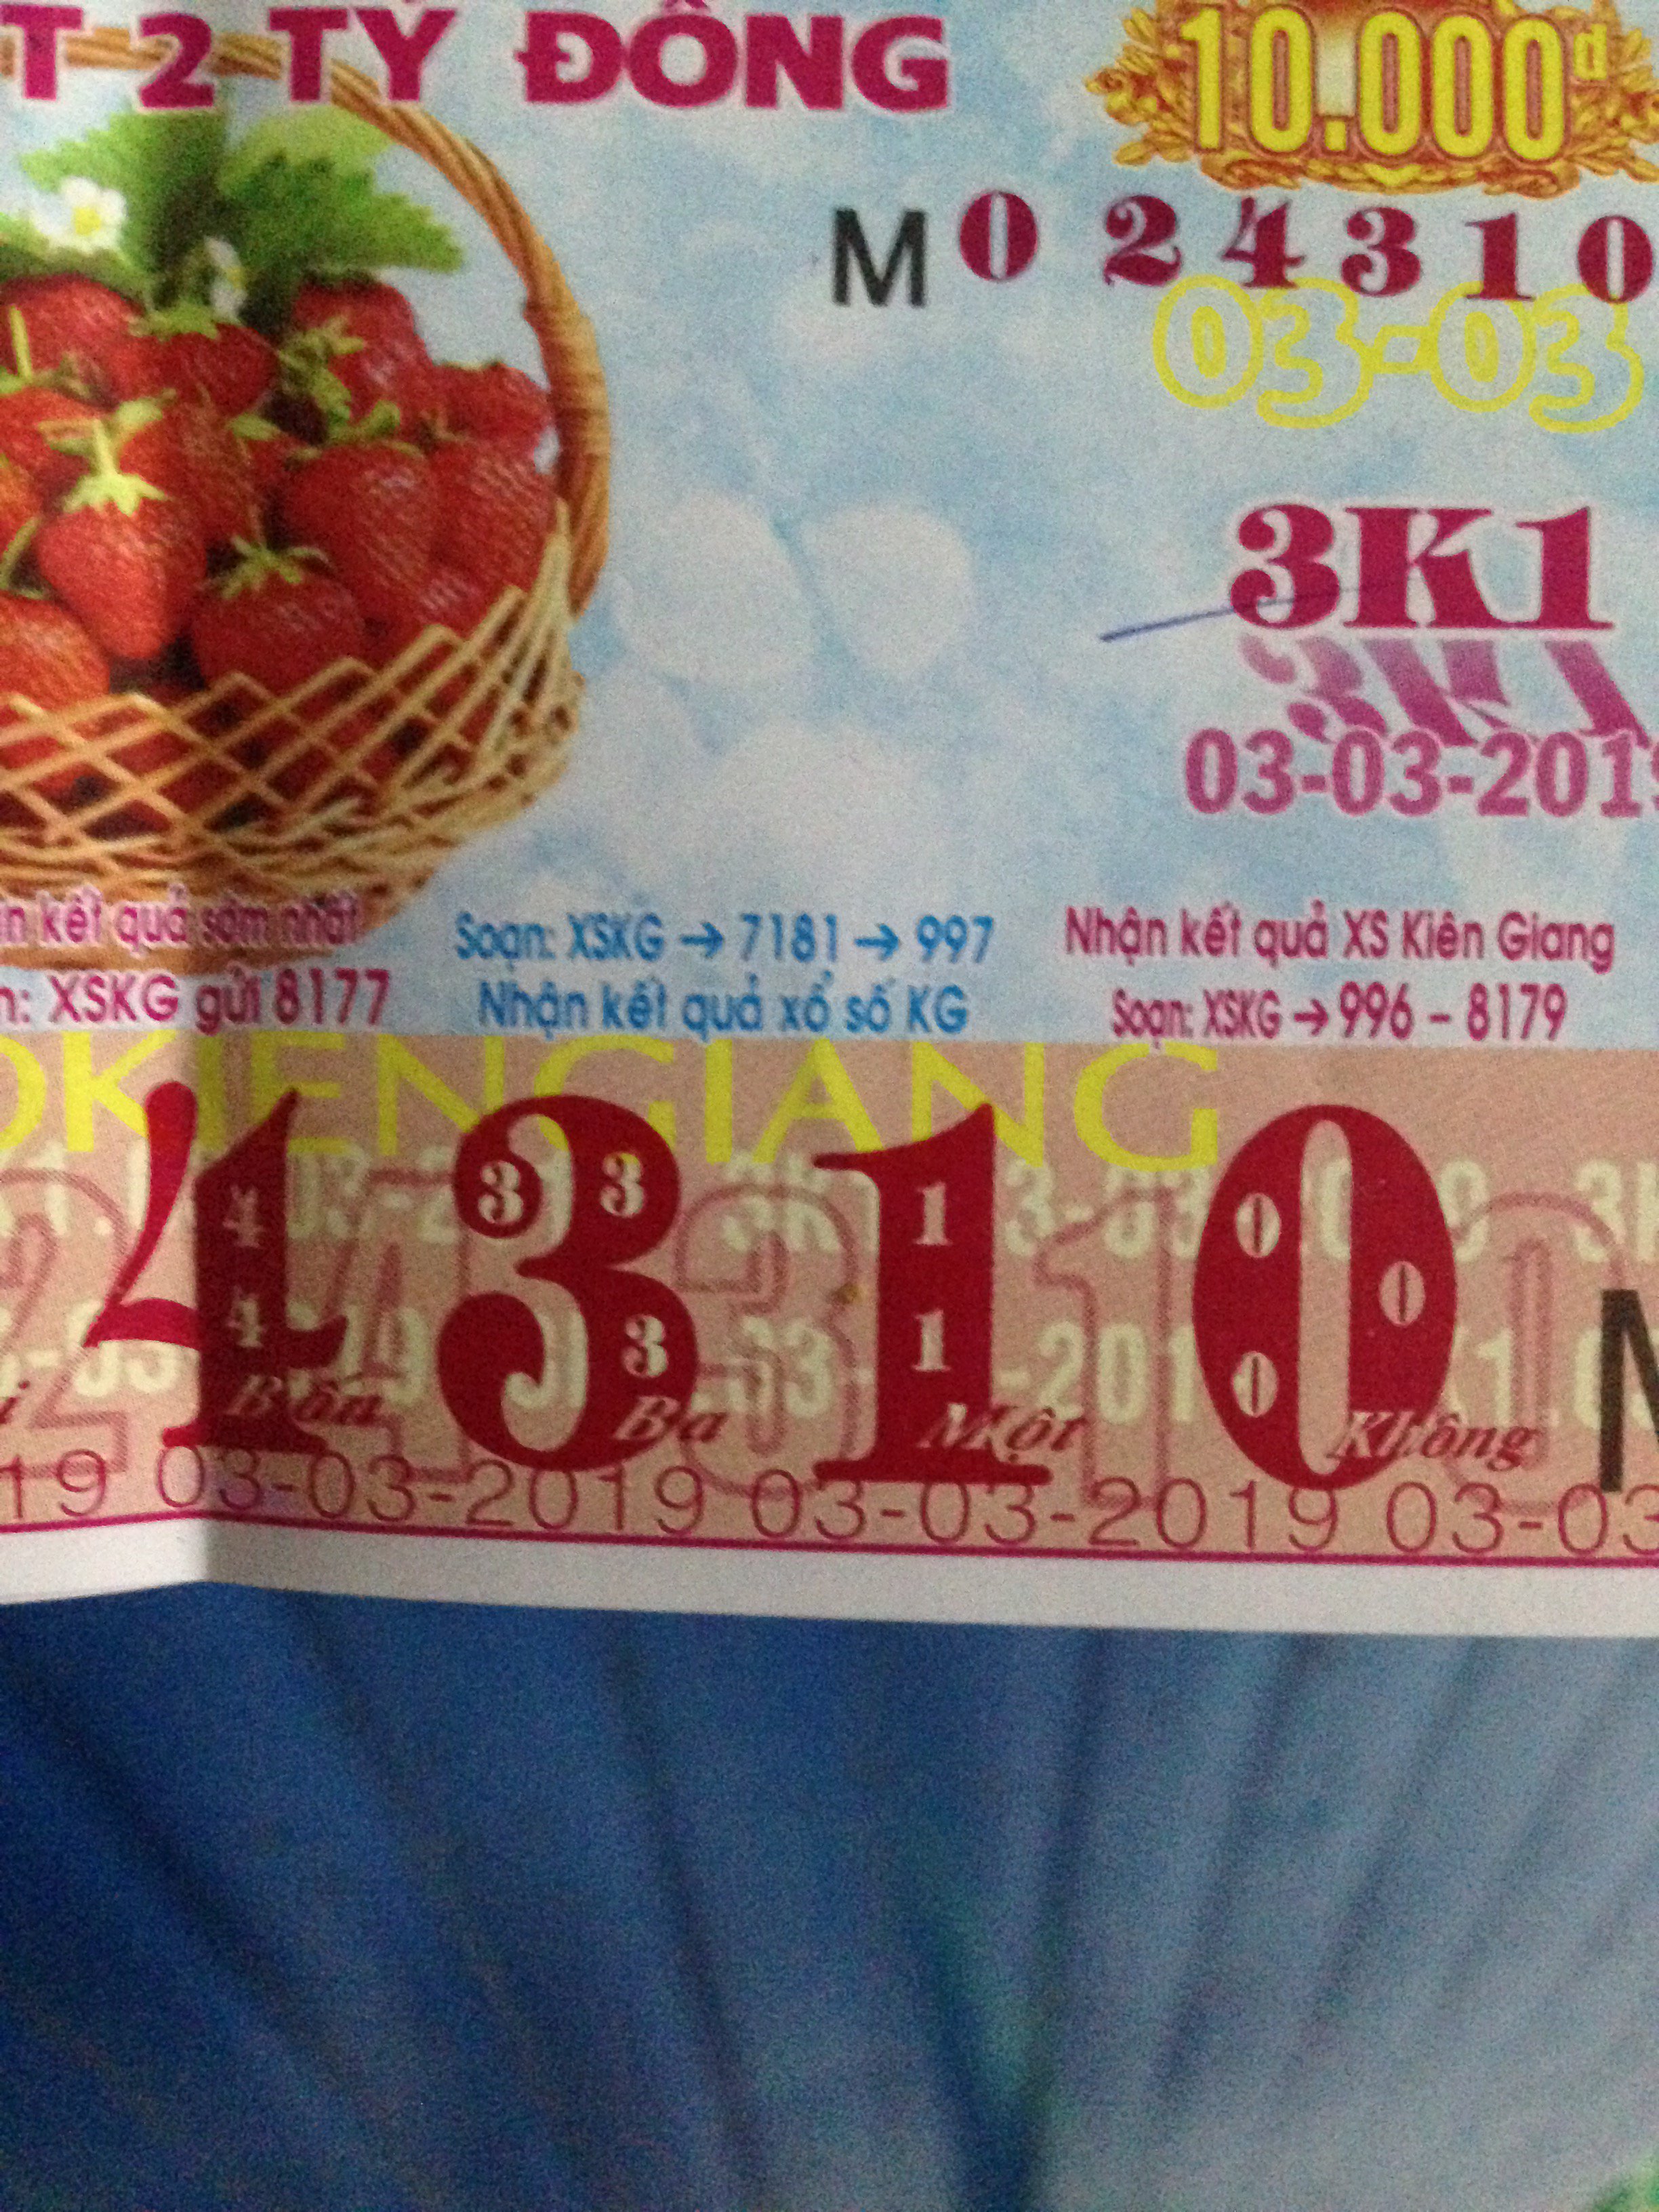 T 2 TỶ ĐỒNG
10.000đ
M 024310
03-03
3K1
03-03-2019
kết quả sớm nhất
XSKG gửi 8177
Soạn: XSKG → 7181 → 997
Nhận kết quả xổ số KG
Nhận kết quả XS Kiên Giang
Soạn: XSKG → 996 - 8179
KIENGIANG
4310
Bốn Ba Một Không
19 03-03-2019 03-03-2019 03-03